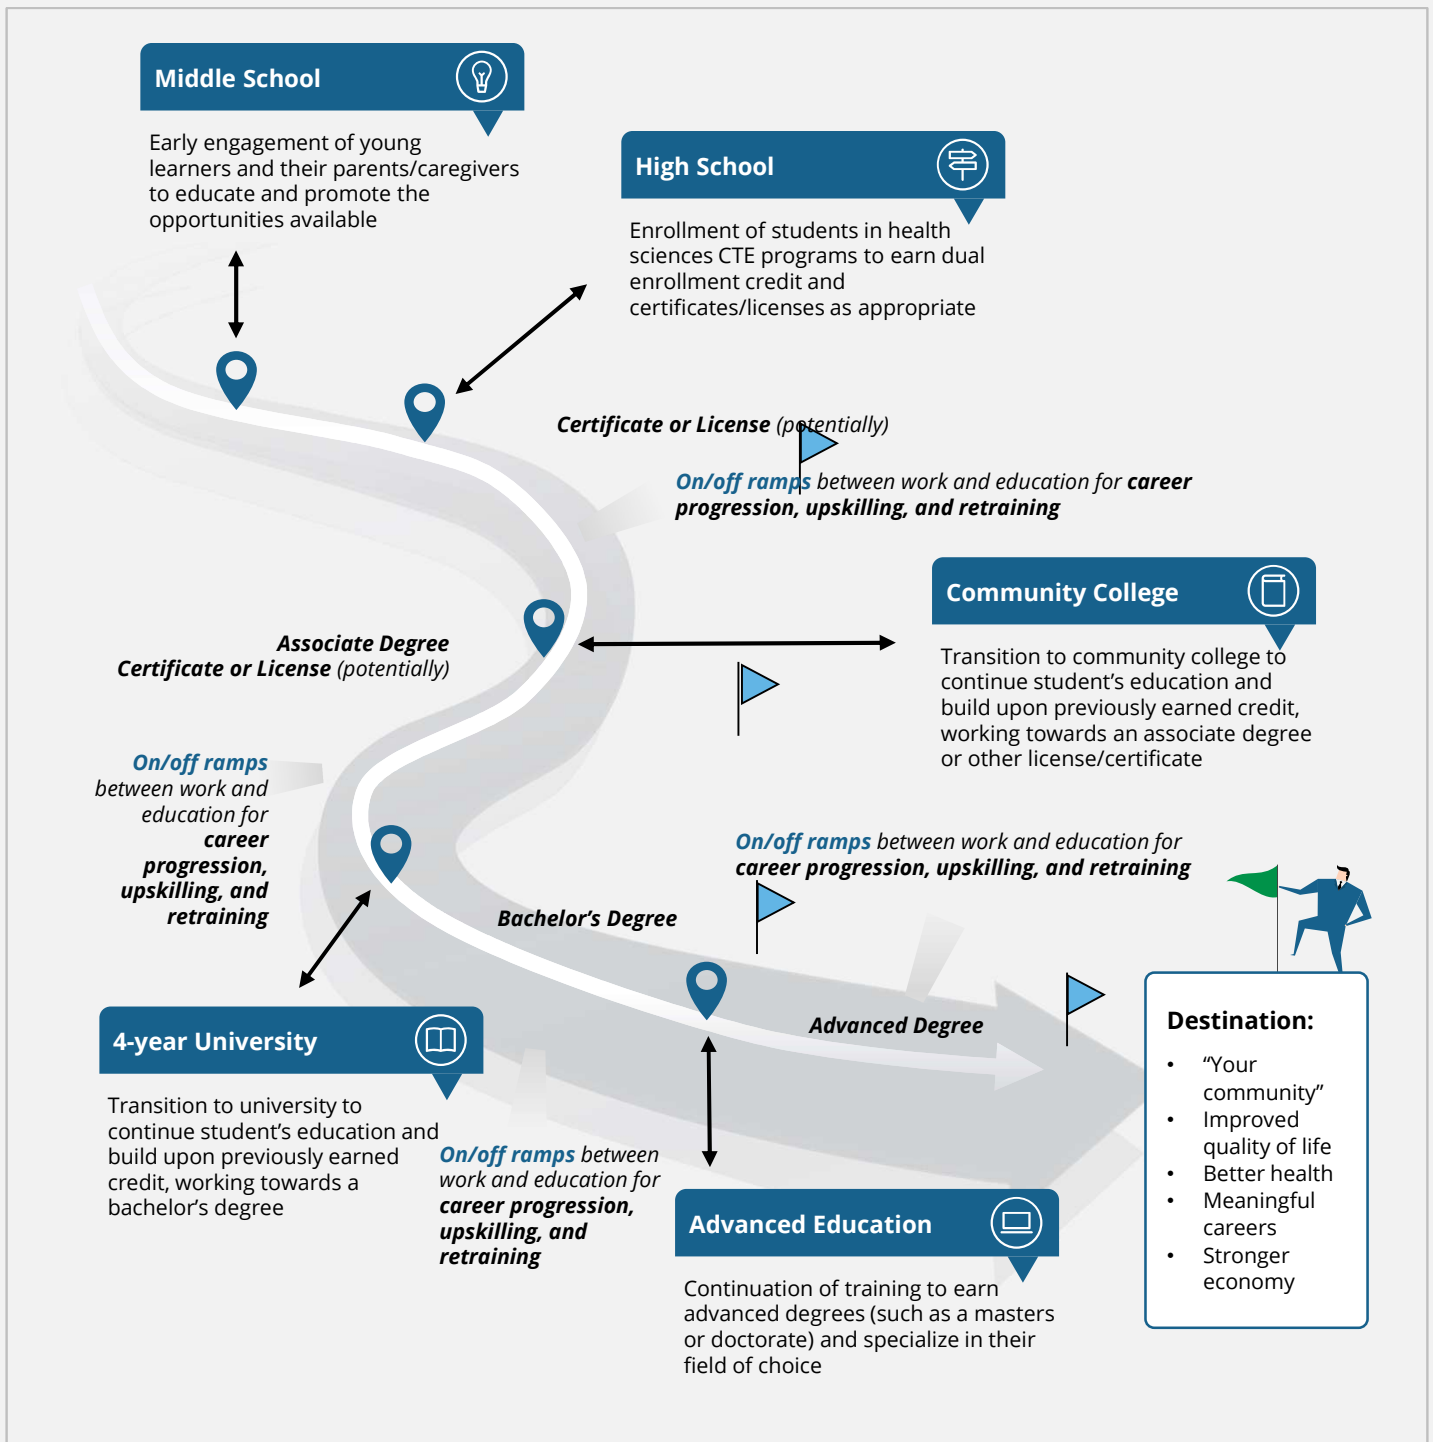 Middle School
Early engagement of young
learners and their parents/caregivers
to educate and promote the
opportunities available
High School
Enrollment of students in health
sciences CTE programs to earn dual
enrollment credit and
certificates/licenses as appropriate
Certificate or License (potentially)
On/off ramps between work and education for career
progression, upskilling, and retraining
Community College
Transition to community college to
continue student’s education and
build upon previously earned credit,
working towards an associate degree
or other license/certificate
Associate Degree
Certificate or License (potentially)
On/off ramps
between work and
education for
career
progression,
upskilling, and
retraining
On/off ramps between work and education for
career progression, upskilling, and retraining
Bachelor’s Degree
4-year University
Transition to university to
continue student’s education and
build upon previously earned
credit, working towards a
bachelor’s degree
On/off ramps between
work and education for
career progression,
upskilling, and
retraining
Advanced Degree
Advanced Education
Continuation of training to earn
advanced degrees (such as a masters
or doctorate) and specialize in their
field of choice
Destination:
• “Your
community”
• Improved
quality of life
• Better health
• Meaningful
careers
• Stronger
economy